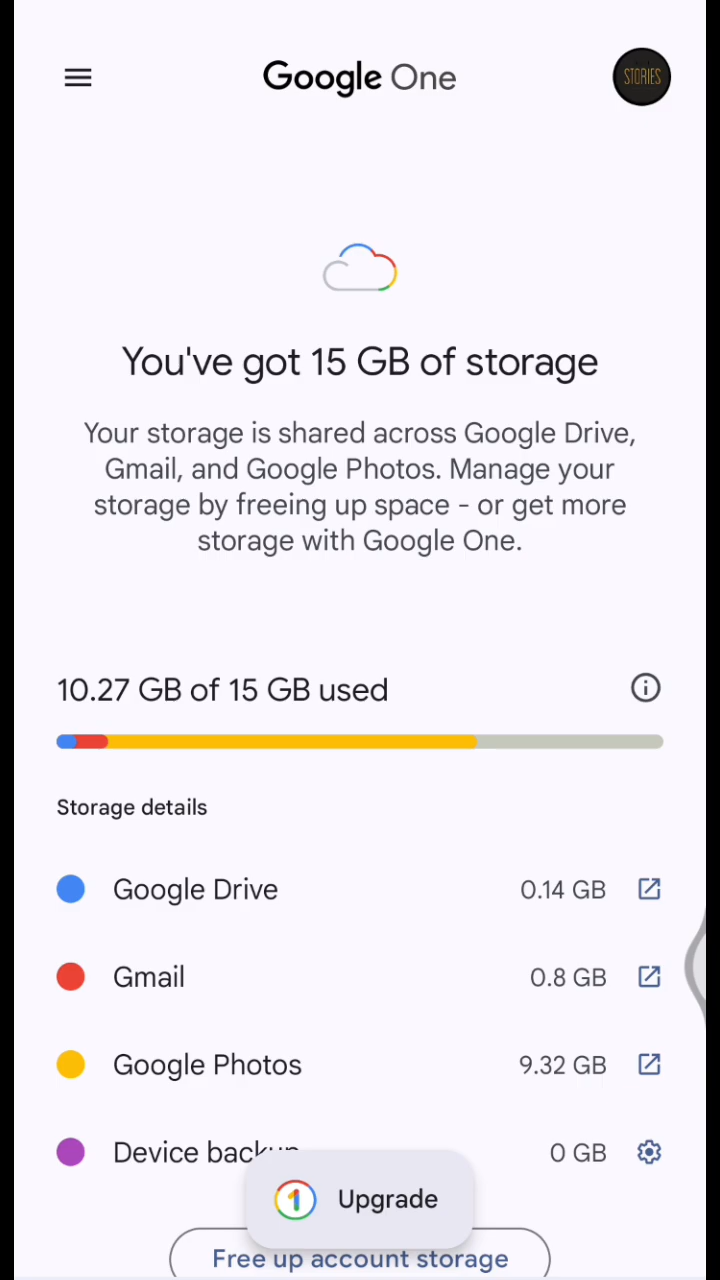 Google One
STORIES
You've got 15 GB of storage
Your storage is shared across Google Drive,
Gmail, and Google Photos. Manage your
storage by freeing up space - or get more
storage with Google One.
10.27 GB of 15 GB used
Storage details
Google Drive 0.14 GB
Gmail 0.8 GB
Google Photos 9.32 GB
Device backup 0 GB
1 Upgrade
Free up account storage